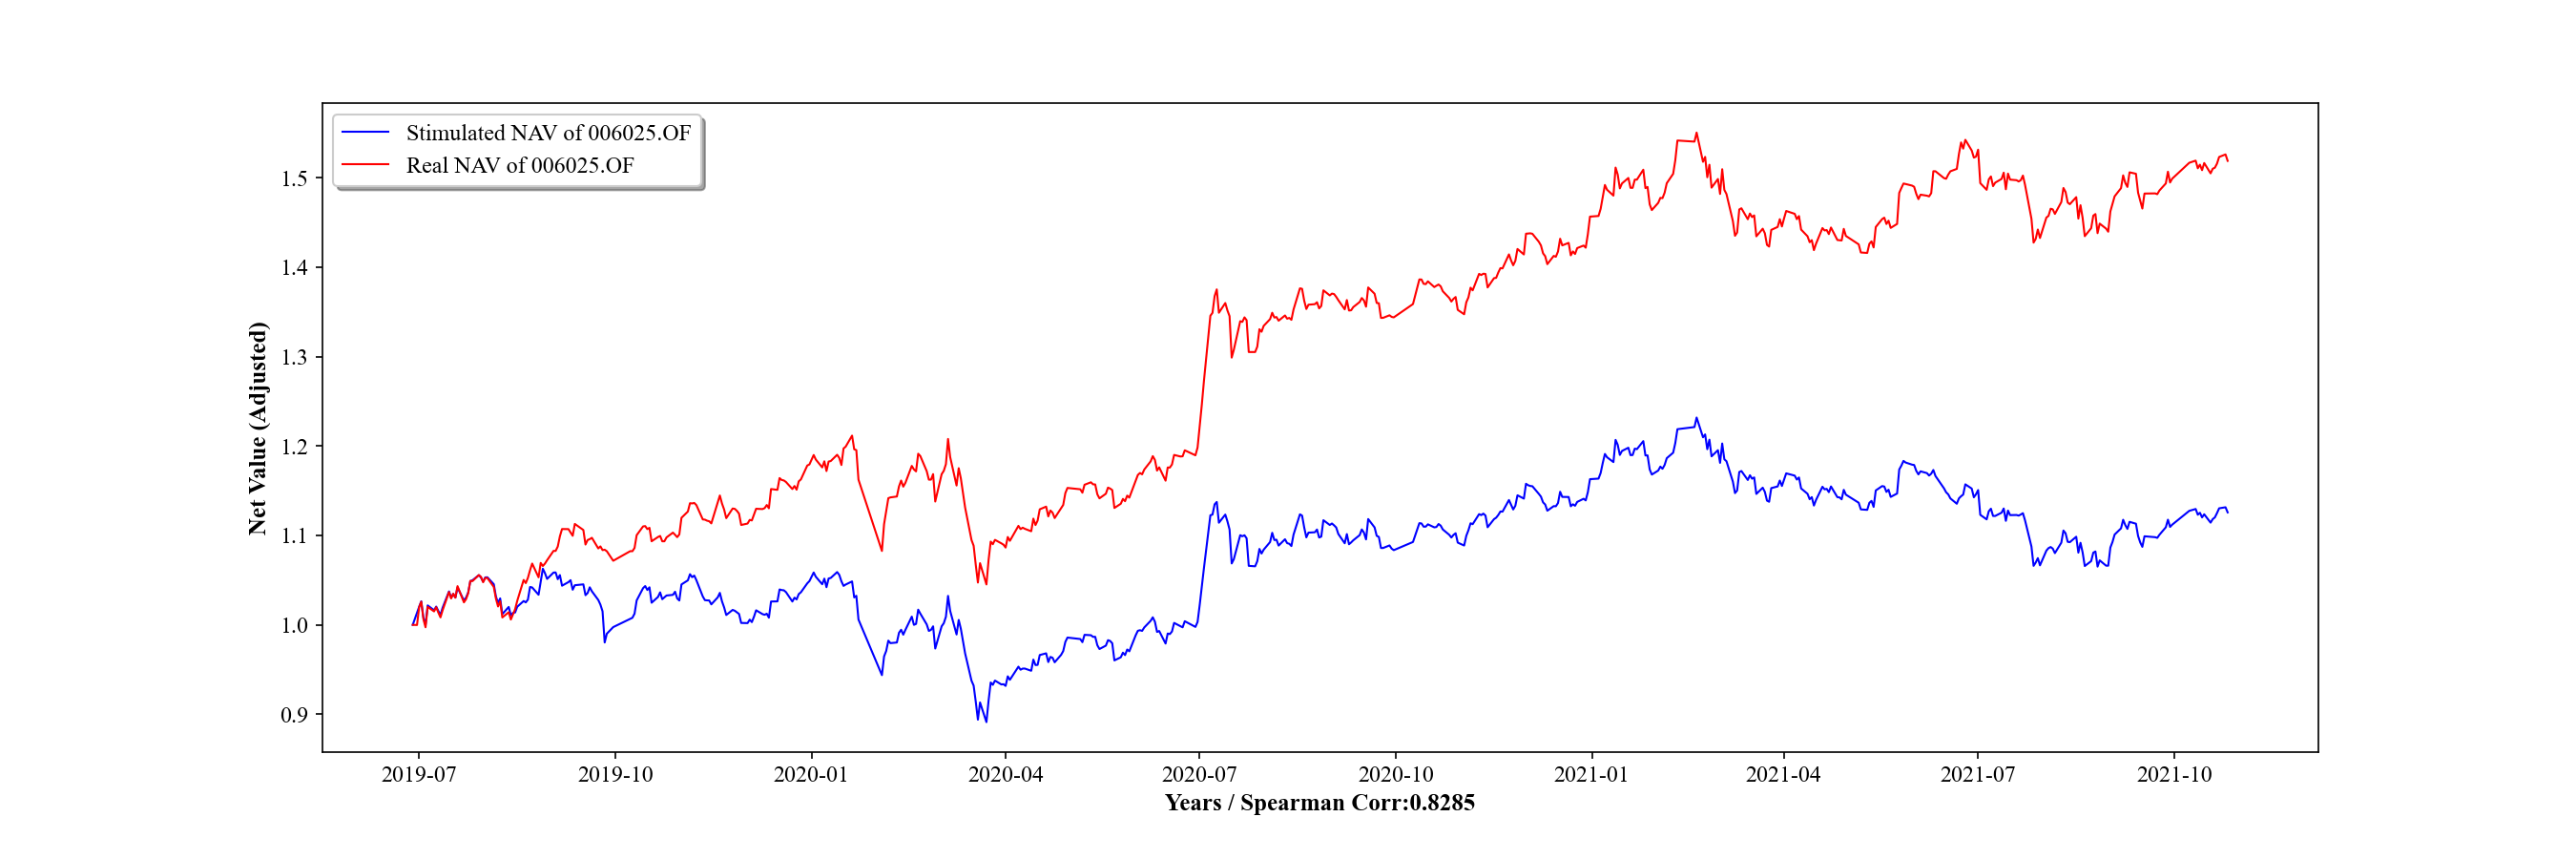 Stimulated NAV of 006025.OF
Real NAV of 006025.OF
Net Value (Adjusted)
1.5
1.4
1.3
1.2
1.1
1.0
0.9
2019-07 2019-10 2020-01 2020-04 2020-07 2020-10 2021-01 2021-04 2021-07 2021-10
Years / Spearman Corr:0.8285